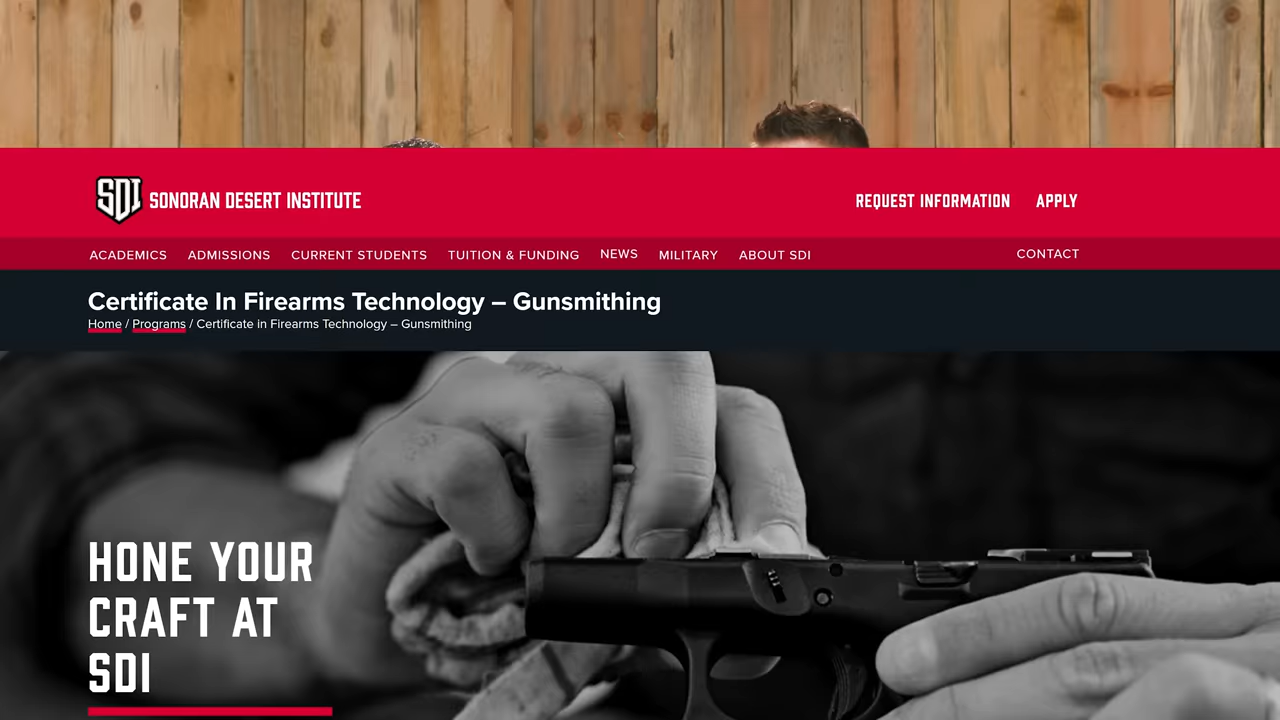 SDI SONORAN DESERT INSTITUTE
REQUEST INFORMATION APPLY
ACADEMICS ADMISSIONS CURRENT STUDENTS TUITION & FUNDING NEWS MILITARY ABOUT SDI CONTACT
Certificate In Firearms Technology – Gunsmithing
Home / Programs / Certificate in Firearms Technology – Gunsmithing
HONE YOUR
CRAFT AT
SDI